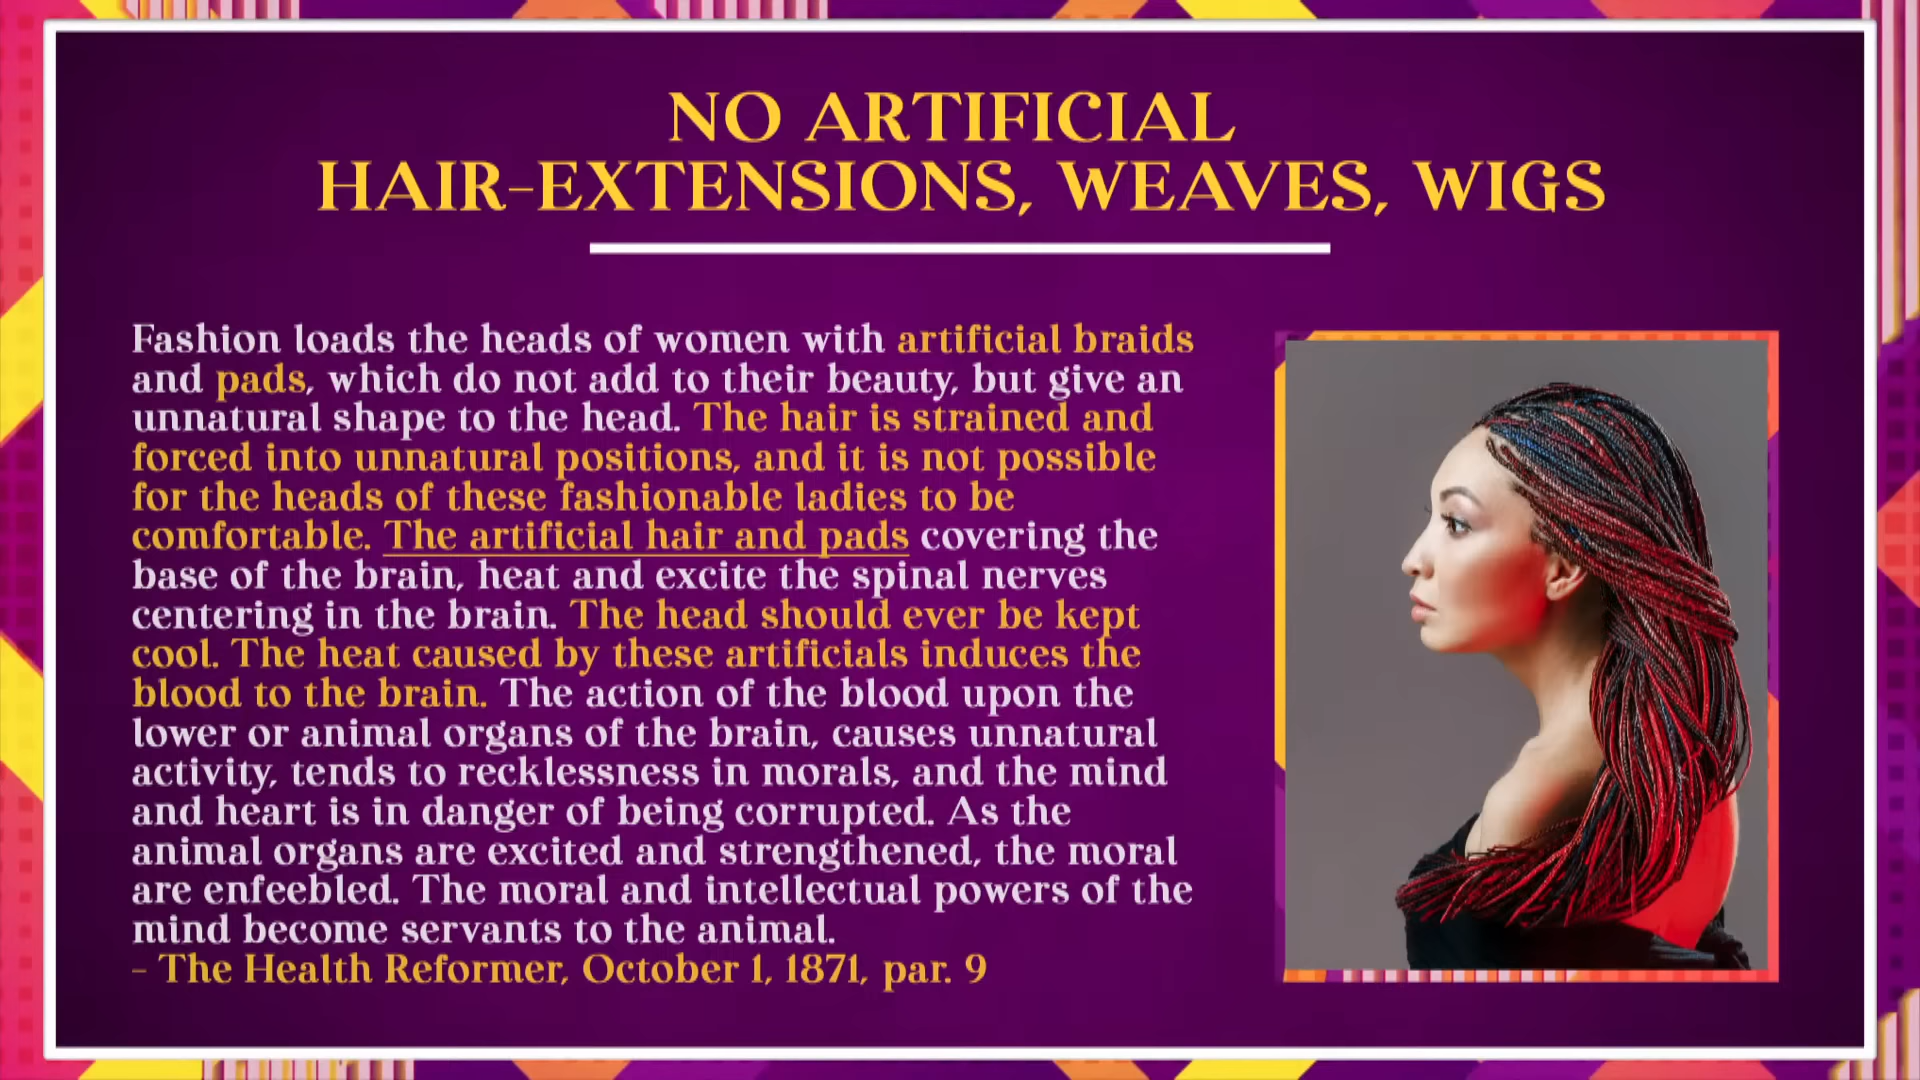 NO ARTIFICIAL
HAIR-EXTENSIONS, WEAVES, WIGS
Fashion loads the heads of women with artificial braids
and pads, which do not add to their beauty, but give an
unnatural shape to the head. The hair is strained and
forced into unnatural positions, and it is not possible
for the heads of these fashionable ladies to be
comfortable. The artificial hair and pads covering the
base of the brain, heat and excite the spinal nerves
centering in the brain. The head should ever be kept
cool. The heat caused by these artificials induces the
blood to the brain. The action of the blood upon the
lower or animal organs of the brain, causes unnatural
activity, tends to recklessness in morals, and the mind
and heart is in danger of being corrupted. As the
animal organs are excited and strengthened, the moral
are enfeebled. The moral and intellectual powers of the
mind become servants to the animal.
- The Health Reformer, October 1, 1871, par. 9